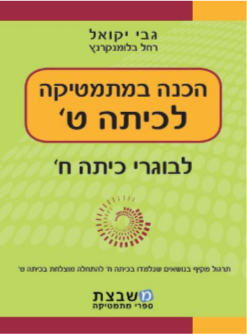 גבי יקואל
רחל בלומנקרנץ
הכנה במתמטיקה
לכיתה ט'
לבוגרי כיתה ח'
תרגול מקיף בנושאים שנלמדו בכיתה ח' להתחלה מוצלחת בכיתה ט'
משבצת
ספרי מתמטיקה